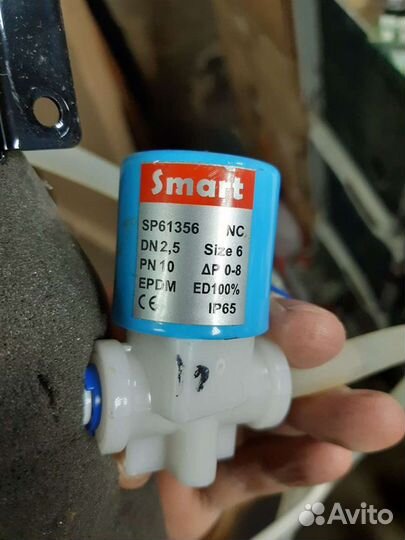 Smart
SP61356 NC.
DN 2,5 Size 6
PN 10 ΔP 0-8
EPDM ED100%
CE IP65
Avito